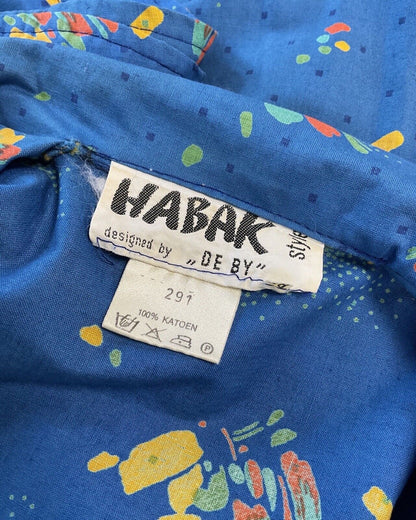 HABAK
designed by
„DE BY"
style
291
100% KATOEN
P